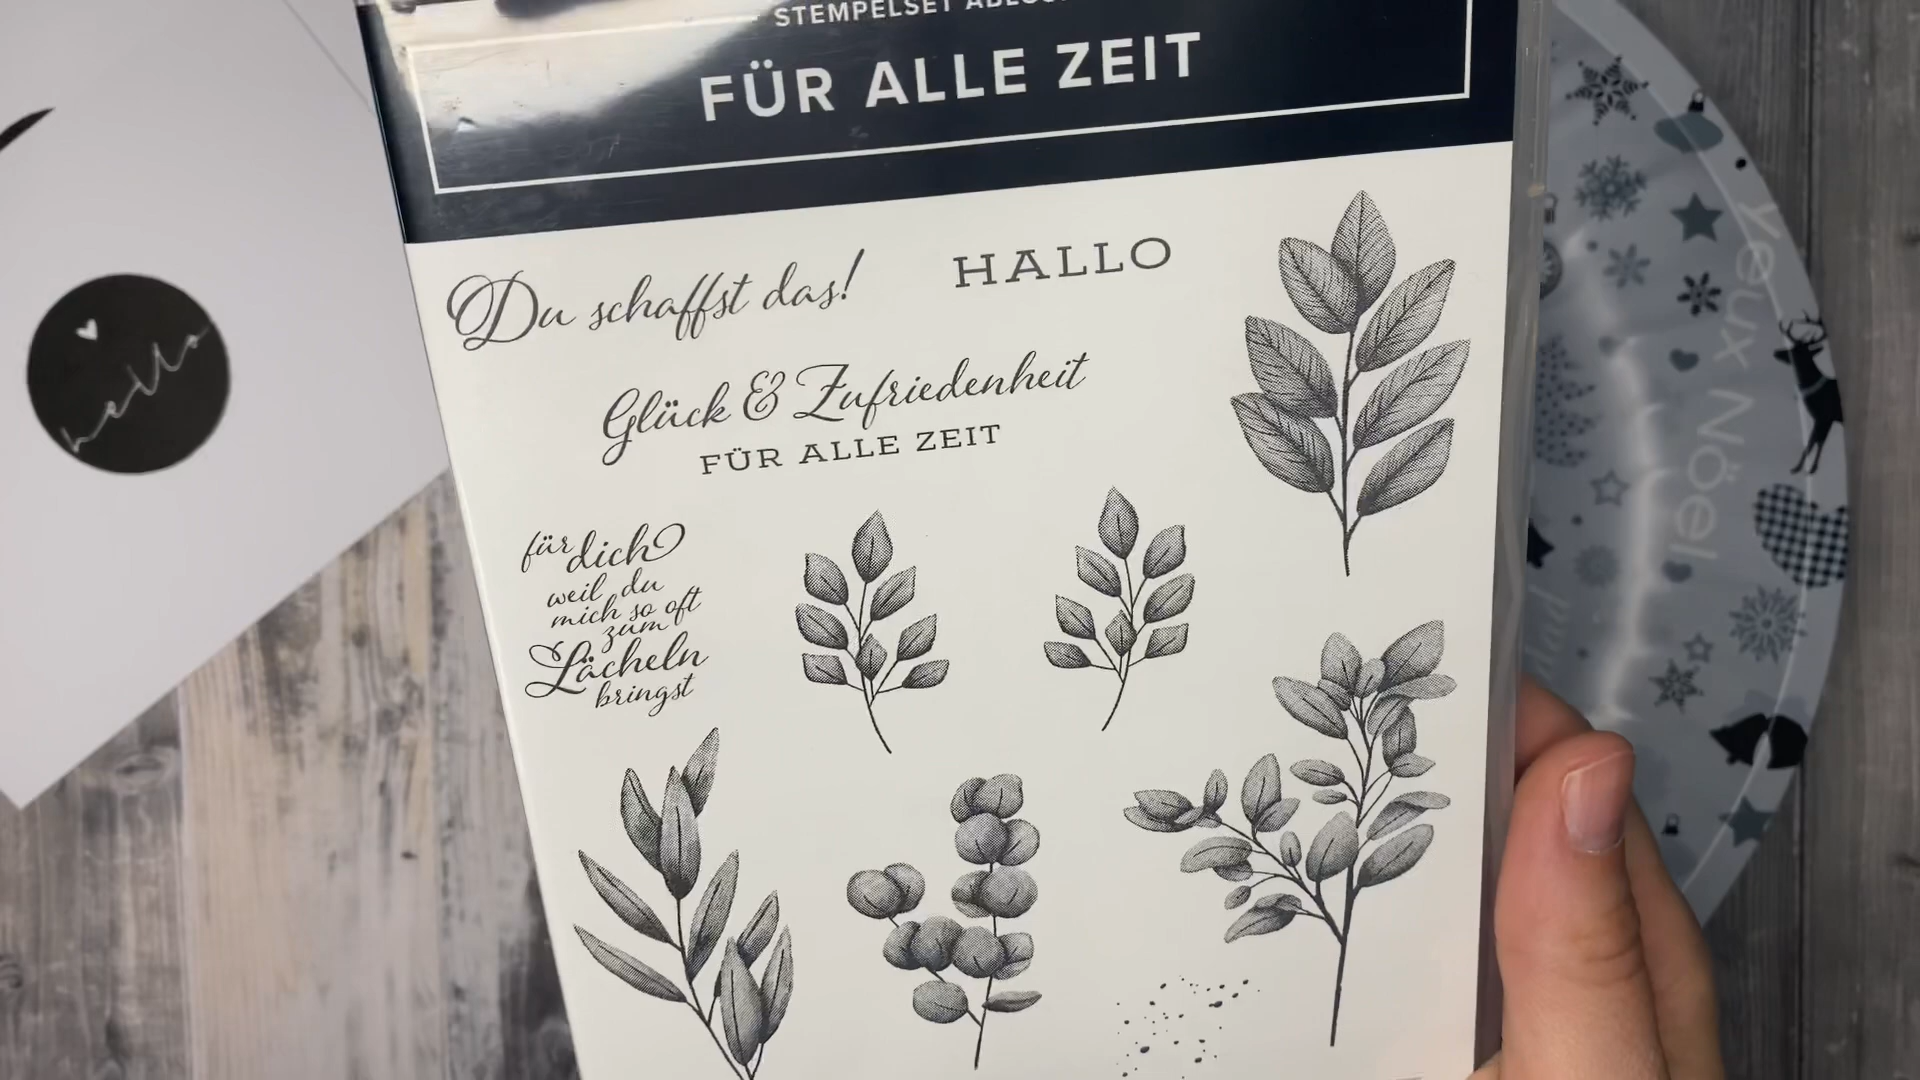 STEMPELSET
FÜR ALLE ZEIT
Du schaffst das!
HALLO
Glück & Zufriedenheit
FÜR ALLE ZEIT
für dich
weil du
mich so oft
zum
Lächeln
bringst
hello
Yeux Nöel